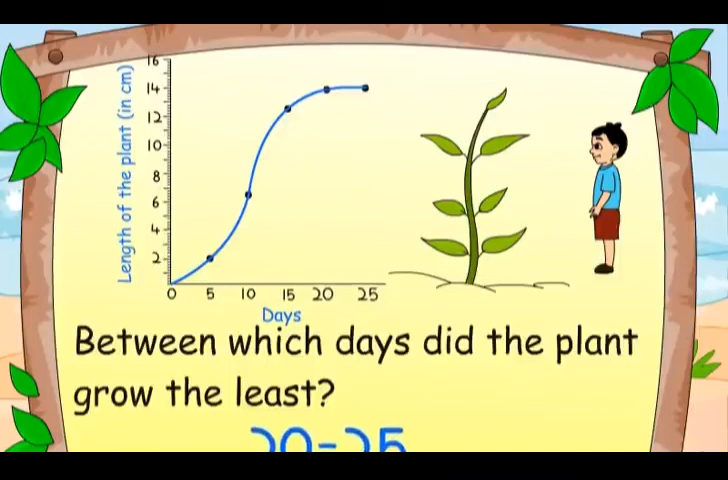 16
14
12
10
8
6
4
2
Length of the plant (in cm)
0 5 10 15 20 25
Days
Between which days did the plant
grow the least?
20-25